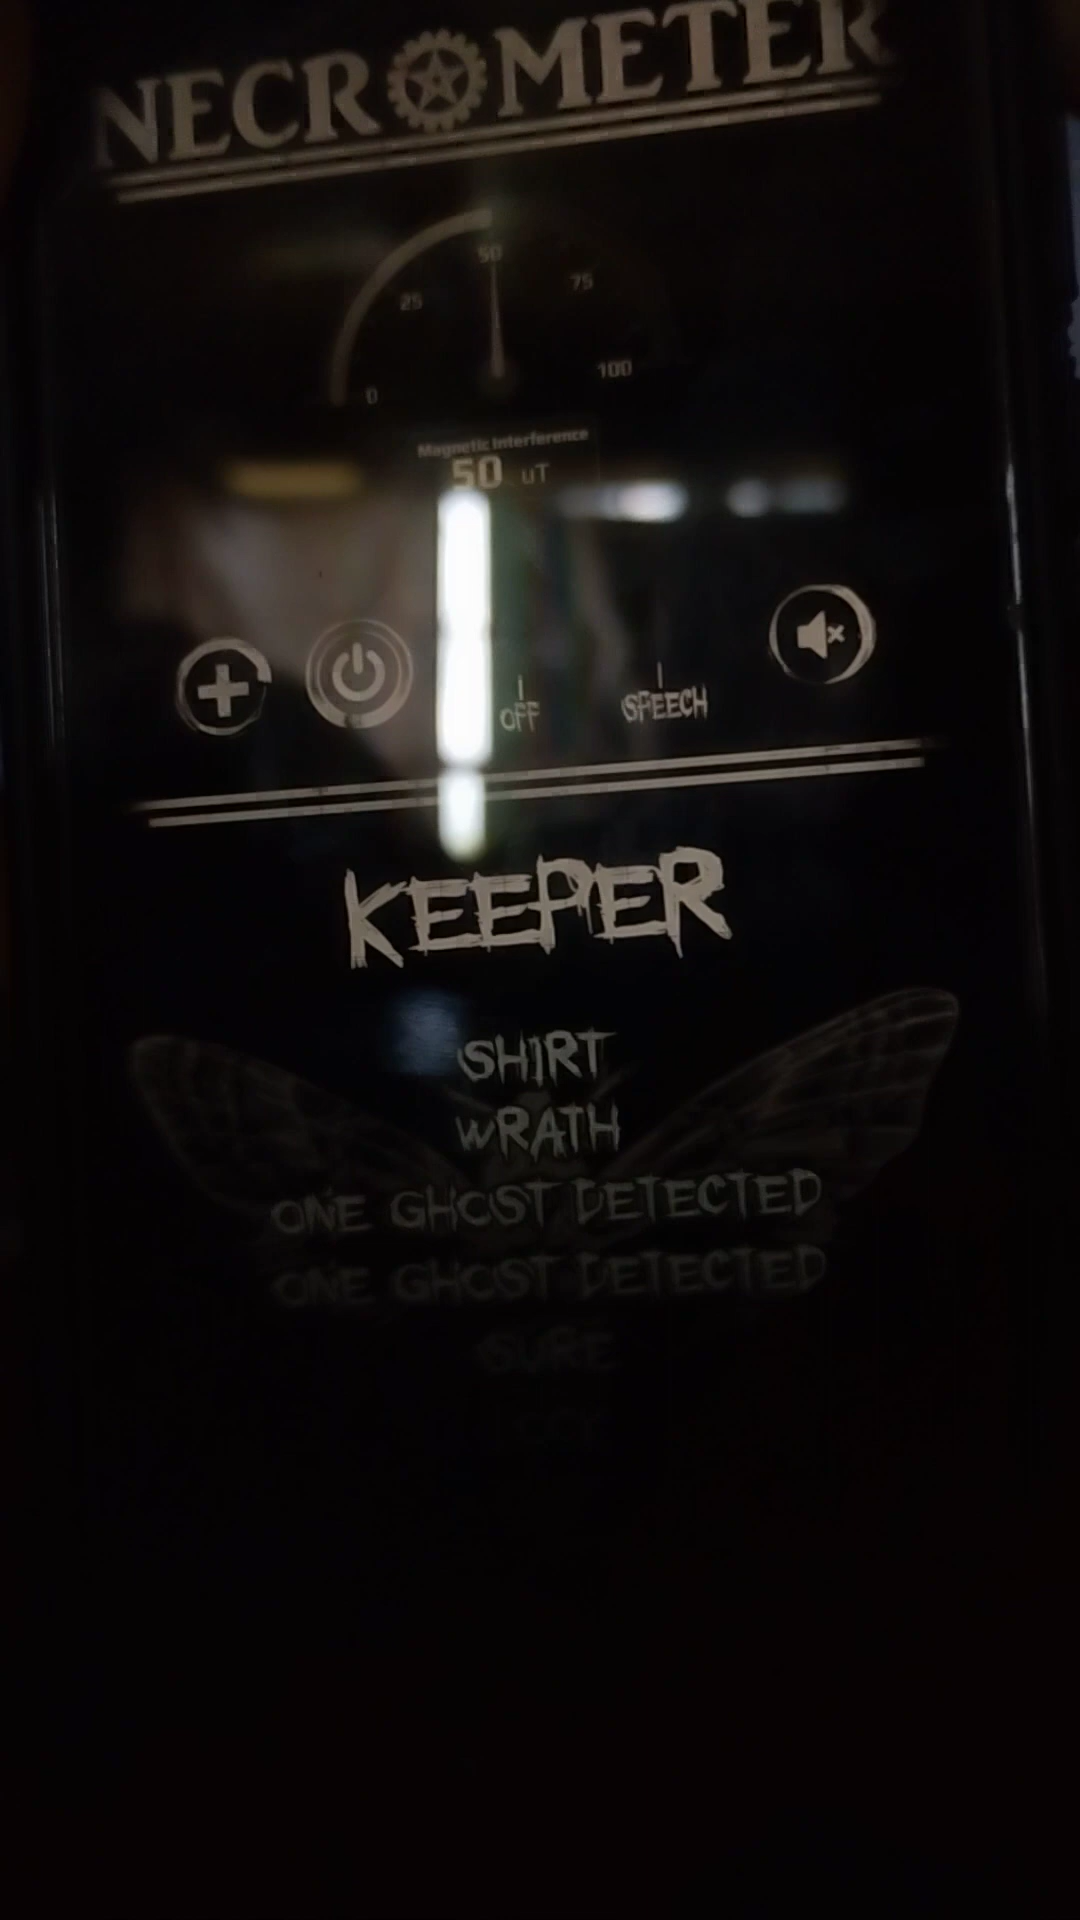 NECROMETER
50
25
75
0
100
Magnetic Interference
50 uT
OFF
SPEECH
KEEPER
SHIRT
WRATH
ONE GHOST DETECTED
ONE GHOST DETECTED
SURE